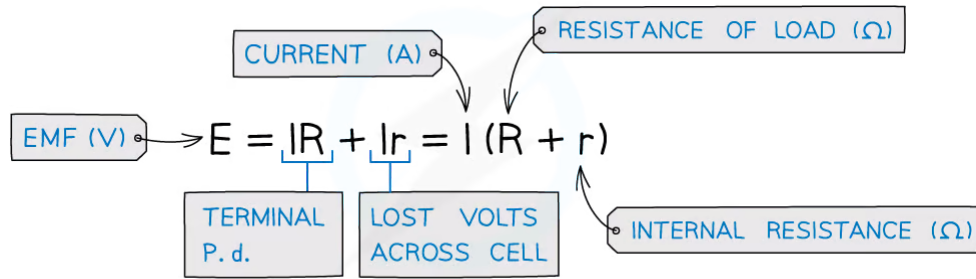 RESISTANCE OF LOAD (Ω)
CURRENT (A)
EMF (V)
E = IR + Ir = I (R + r)
TERMINAL
P. d.
LOST VOLTS
ACROSS CELL
INTERNAL RESISTANCE (Ω)